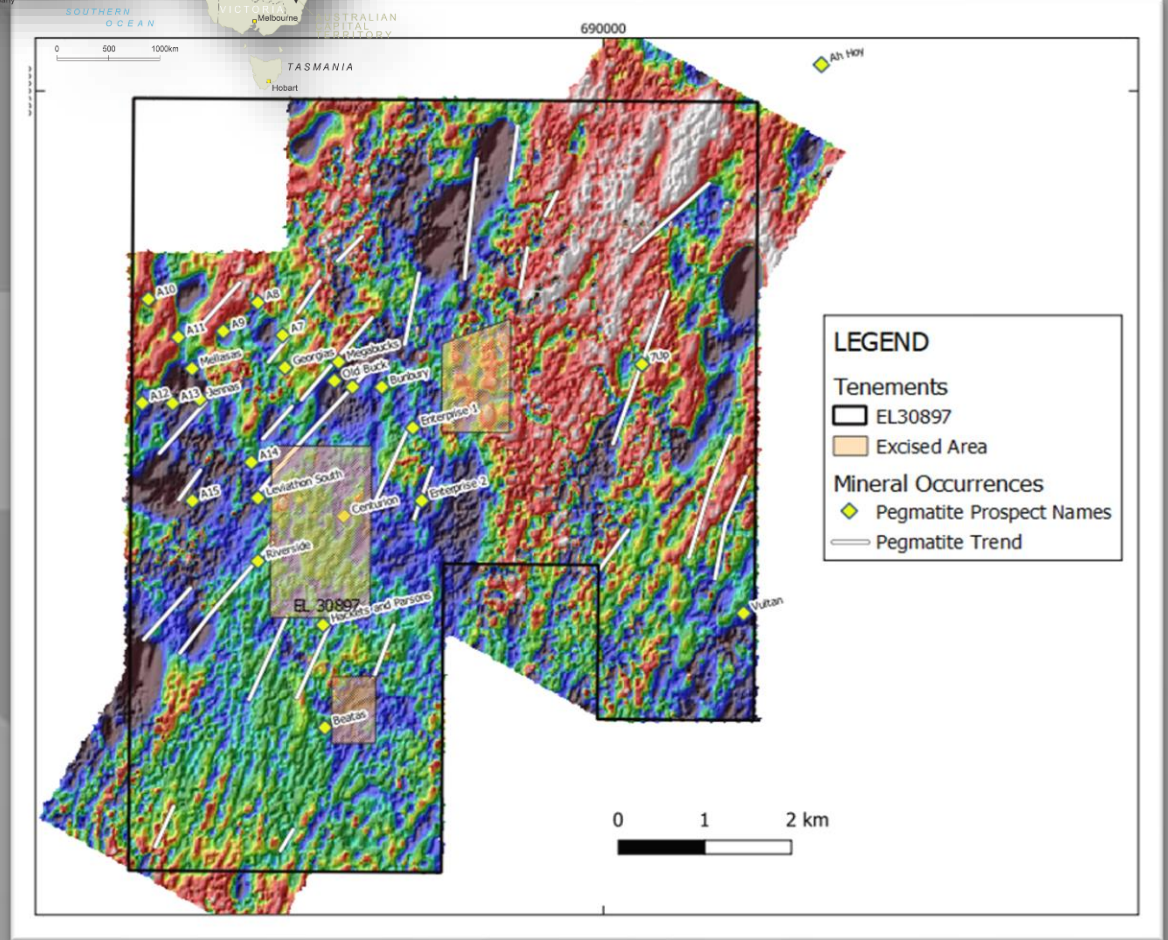 SOUTHERN
OCEAN
VICTORIA
Melbourne
AUSTRALIAN
CAPITAL
TERRITORY
0 500 1000km
TASMANIA
Hobart
690000
Ah Hoy
A10
A8
A11
A9
A7
Mellasas
Georgias
Megabucks
Old Buck
Bunbury
A12
A13
Jennas
7Up
Enterprise 1
A14
Leviathon South
A15
Centurion
Enterprise 2
Riverside
EL 30897
Hackets and Parsons
Vultan
Beatas
LEGEND
Tenements
EL30897
Excised Area
Mineral Occurrences
Pegmatite Prospect Names
Pegmatite Trend
0 1 2 km